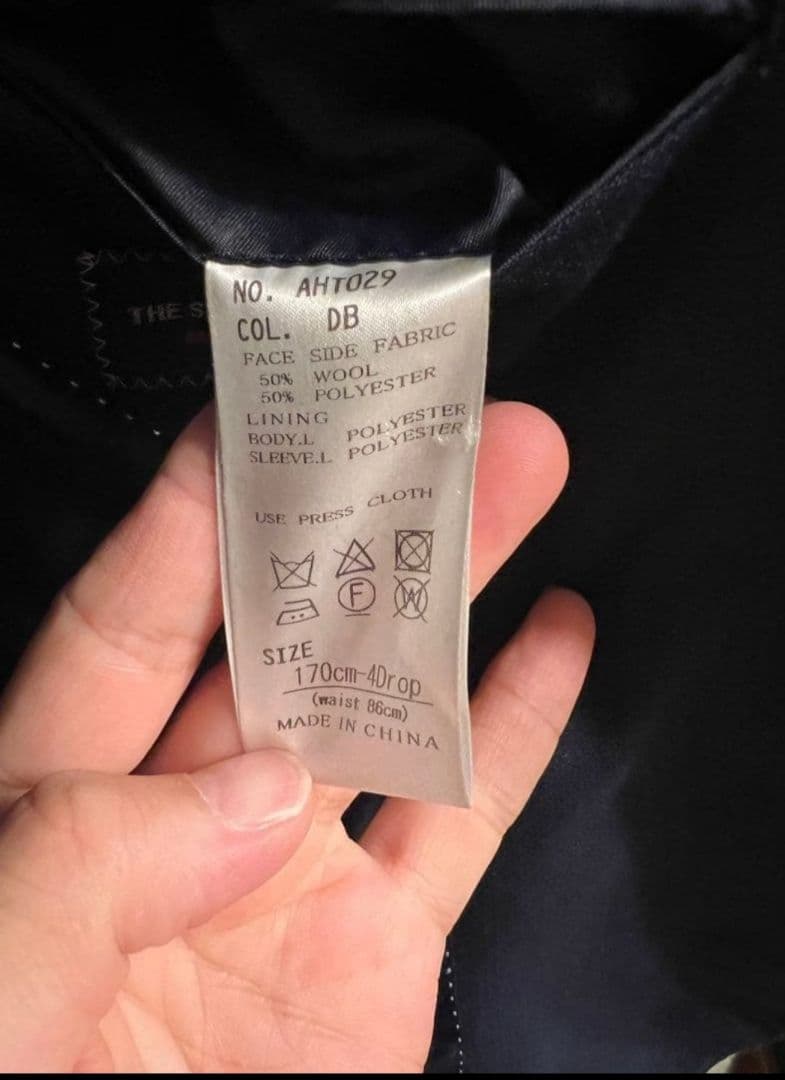 THE S
NO. AHT029
COL. DB
FACE SIDE FABRIC
50% WOOL
50% POLYESTER
LINING
BODY.L POLYESTER
SLEEVE.L POLYESTER
USE PRESS CLOTH
F W
SIZE
170cm-4Drop
(waist 86cm)
MADE IN CHINA